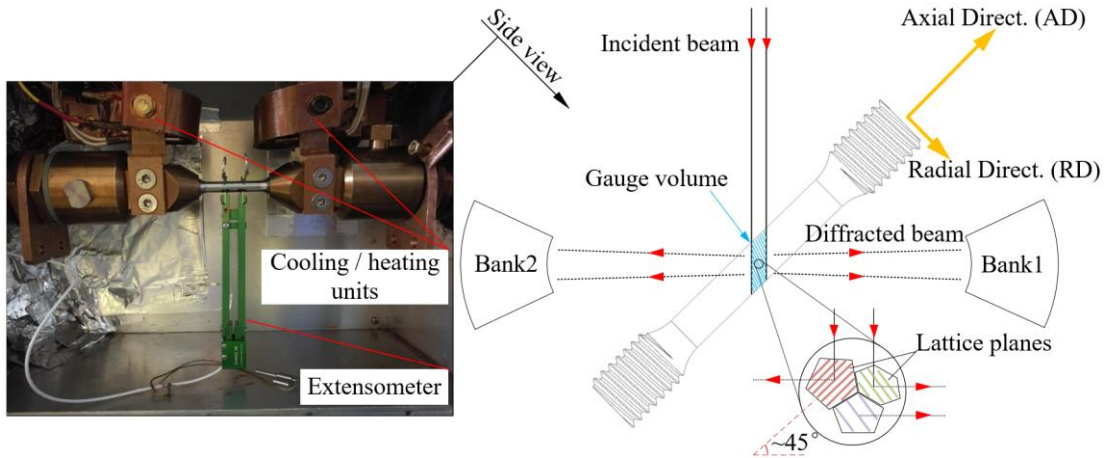 Side view
Incident beam
Axial Direct. (AD)
Radial Direct. (RD)
Gauge volume
Diffracted beam
Bank2
Bank1
Cooling / heating
units
Extensometer
Lattice planes
~45°